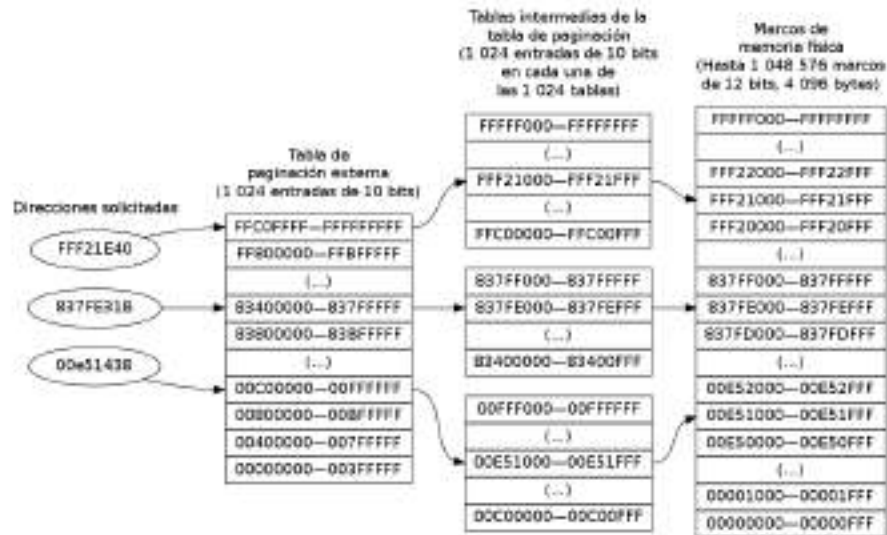 Direcciones solicitadas
FFF21E40
837FE31B
00e5143B
Tabla de
paginación externa
(1 024 entradas de 10 bits)
FFC0FFFF—FFFFFFFFF
FF800000—FFBFFFFF
(...)
83400000—837FFFFF
83800000—83BFFFFF
(...)
00C00000—00FFFFFF
00800000—00BFFFFF
00400000—007FFFFF
00000000—003FFFFF
Tablas intermedias de la
tabla de paginación
(1 024 entradas de 10 bits
en cada una de
las 1 024 tablas)
FFFFF000—FFFFFFFF
(...)
FFF21000—FFF21FFF
(...)
FFC00000—FFC00FFF
837FF000—837FFFFF
837FE000—837FEFFF
(...)
83400000—83400FFF
00FFF000—00FFFFFF
(...)
00E51000—00E51FFF
(...)
00C00000—00C00FFF
Marcos de
memoria física
(Hasta 1 048 576 marcos
de 12 bits, 4 096 bytes)
FFFFF000—FFFFFFFF
(...)
FFF22000—FFF22FFF
FFF21000—FFF21FFF
FFF20000—FFF20FFF
(...)
837FF000—837FFFFF
837FE000—837FEFFF
837FD000—837FDFFF
(...)
00E52000—00E52FFF
00E51000—00E51FFF
00E50000—00E50FFF
(...)
00001000—00001FFF
00000000—00000FFF